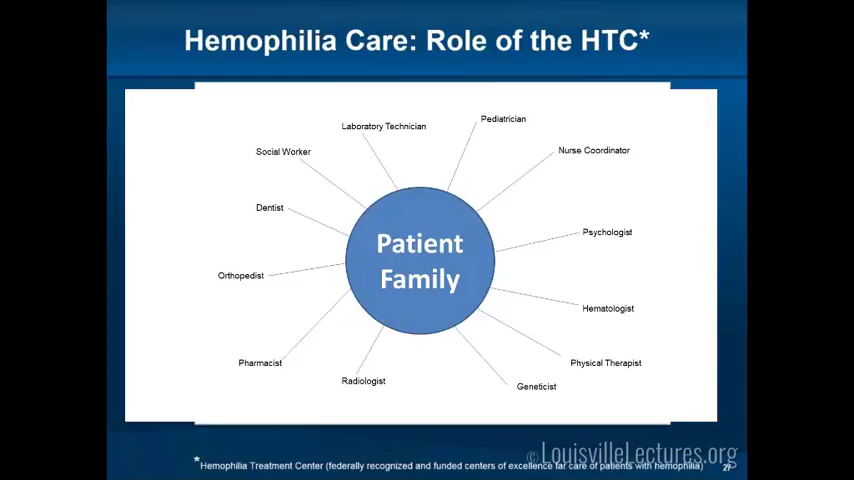 Hemophilia Care: Role of the HTC*
Laboratory Technician
Pediatrician
Social Worker
Nurse Coordinator
Dentist
Psychologist
Patient
Family
Orthopedist
Hematologist
Pharmacist
Physical Therapist
Radiologist
Geneticist
© LouisvilleLectures.org
*Hemophilia Treatment Center (federally recognized and funded centers of excellence for care of patients with hemophilia)
27